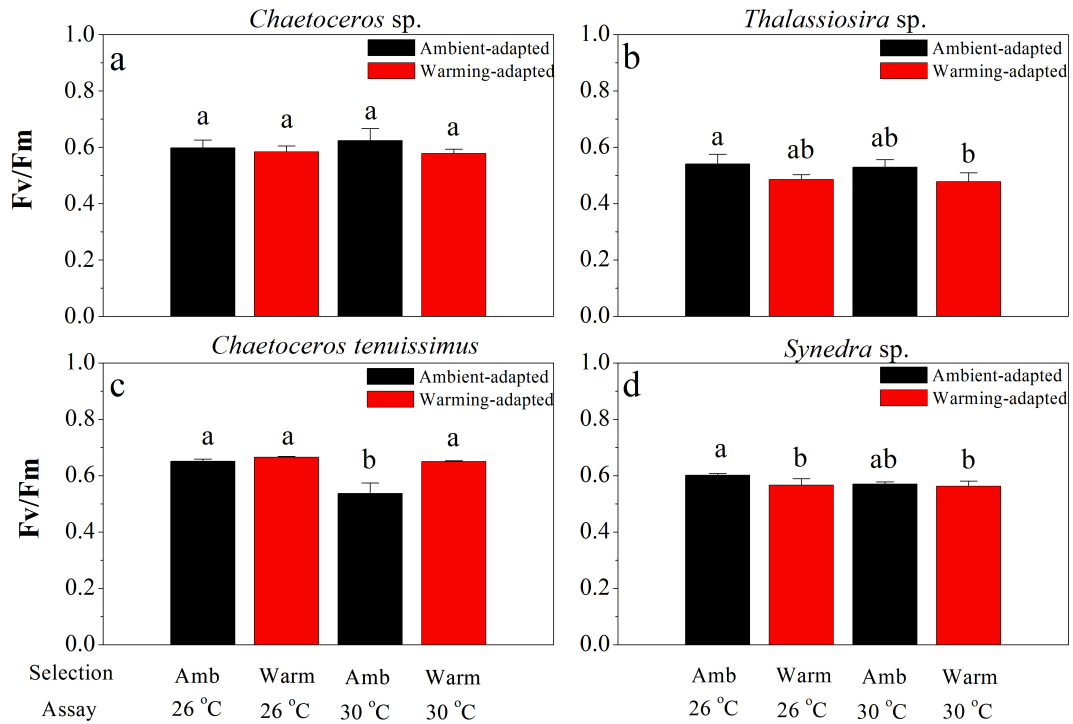 Chaetoceros sp.
Thalassiosira sp.
a
Ambient-adapted
Warming-adapted
b
Ambient-adapted
Warming-adapted
1.0
0.8
0.6
0.4
0.2
0.0
Fv/Fm
a a a a
1.0
0.8
0.6
0.4
0.2
0.0
a ab ab b
Chaetoceros tenuissimus
Synedra sp.
c
Ambient-adapted
Warming-adapted
d
Ambient-adapted
Warming-adapted
1.0
0.8
0.6
0.4
0.2
0.0
Fv/Fm
a a b a
1.0
0.8
0.6
0.4
0.2
0.0
a b ab b
Selection Amb Warm Amb Warm Amb Warm Amb Warm
Assay 26 °C 26 °C 30 °C 30 °C 26 °C 26 °C 30 °C 30 °C